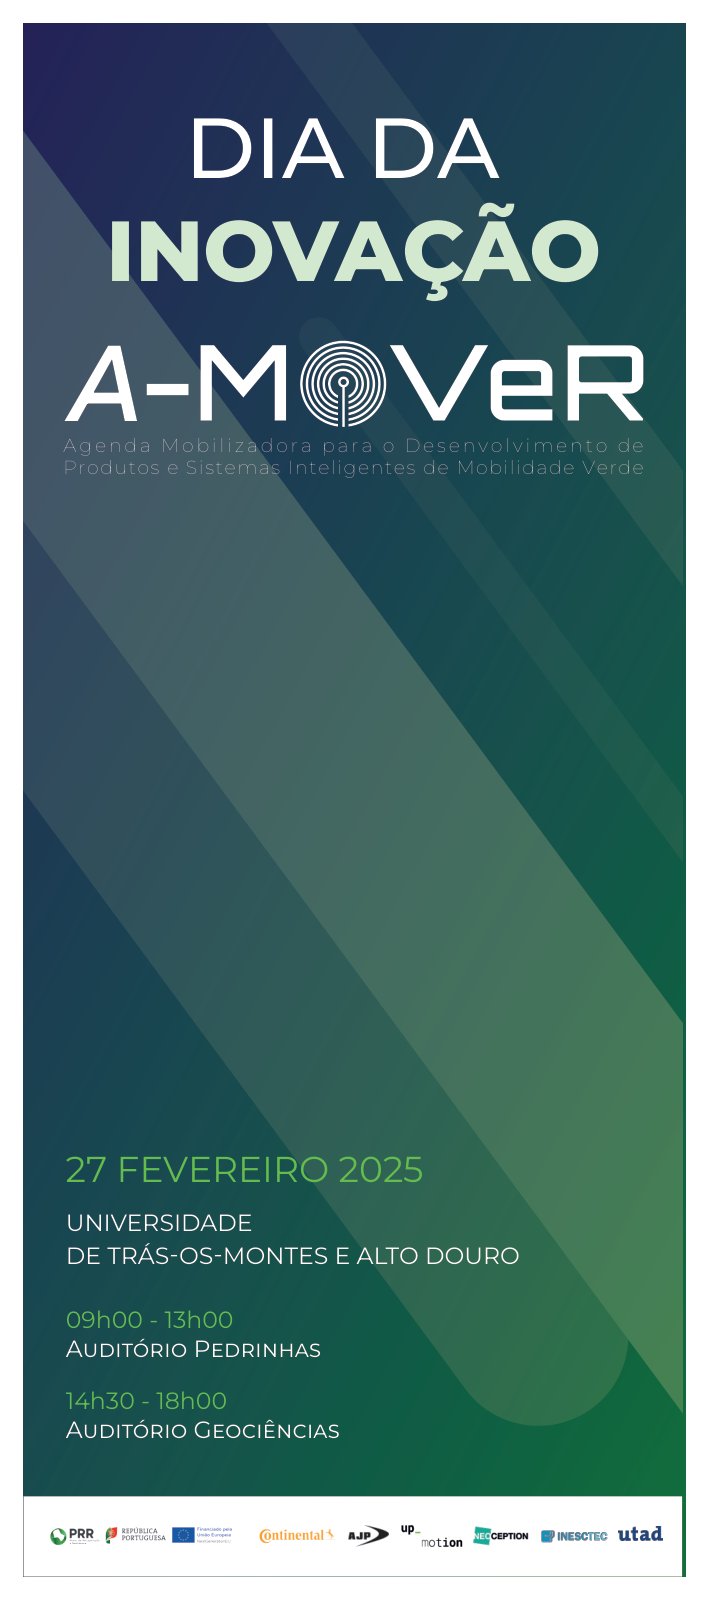 DIA DA
INOVAÇÃO
A-MOVeR
Agenda Mobilizadora para o Desenvolvimento de
Produtos e Sistemas Inteligentes de Mobilidade Verde
27 FEVEREIRO 2025
UNIVERSIDADE
DE TRÁS-OS-MONTES E ALTO DOURO
09h00 - 13h00
AUDITÓRIO PEDRINHAS
14h30 - 18h00
AUDITÓRIO GEOCIÊNCIAS
PRR
REPÚBLICA
PORTUGUESA
Financiado pela
União Europeia
Continental
AJP
up_
motion
NECCEPTION
INESCTEC
utad